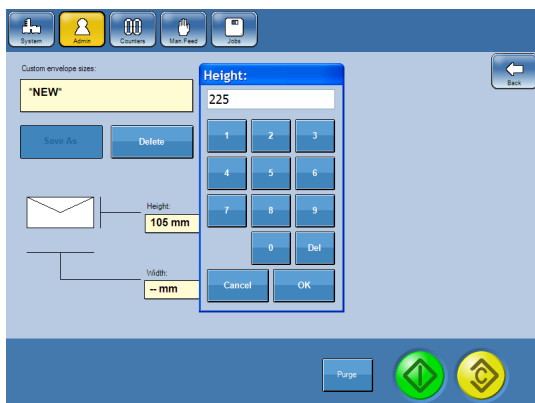 System
Admin
Counters
Man.Feed
Jobs
Custom envelope sizes:
"NEW"
Back
Save As
Delete
Height:
105 mm
Width:
-- mm
Height:
225
1
2
3
4
5
6
7
8
9
0
Del
Cancel
OK
Purge
C